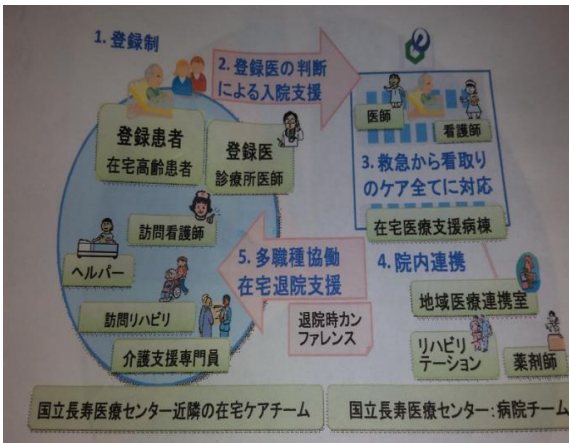 1. 登録制
2. 登録医の判断
による入院支援
登録患者
在宅高齢患者
登録医
診療所医師
医師
看護師
3. 救急から看取り
のケア全てに対応
在宅医療支援病棟
訪問看護師
ヘルパー
訪問リハビリ
介護支援専門員
5. 多職種協働
在宅退院支援
退院時カン
ファレンス
4. 院内連携
地域医療連携室
リハビリ
テーション
薬剤師
国立長寿医療センター近隣の在宅ケアチーム
国立長寿医療センター:病院チーム